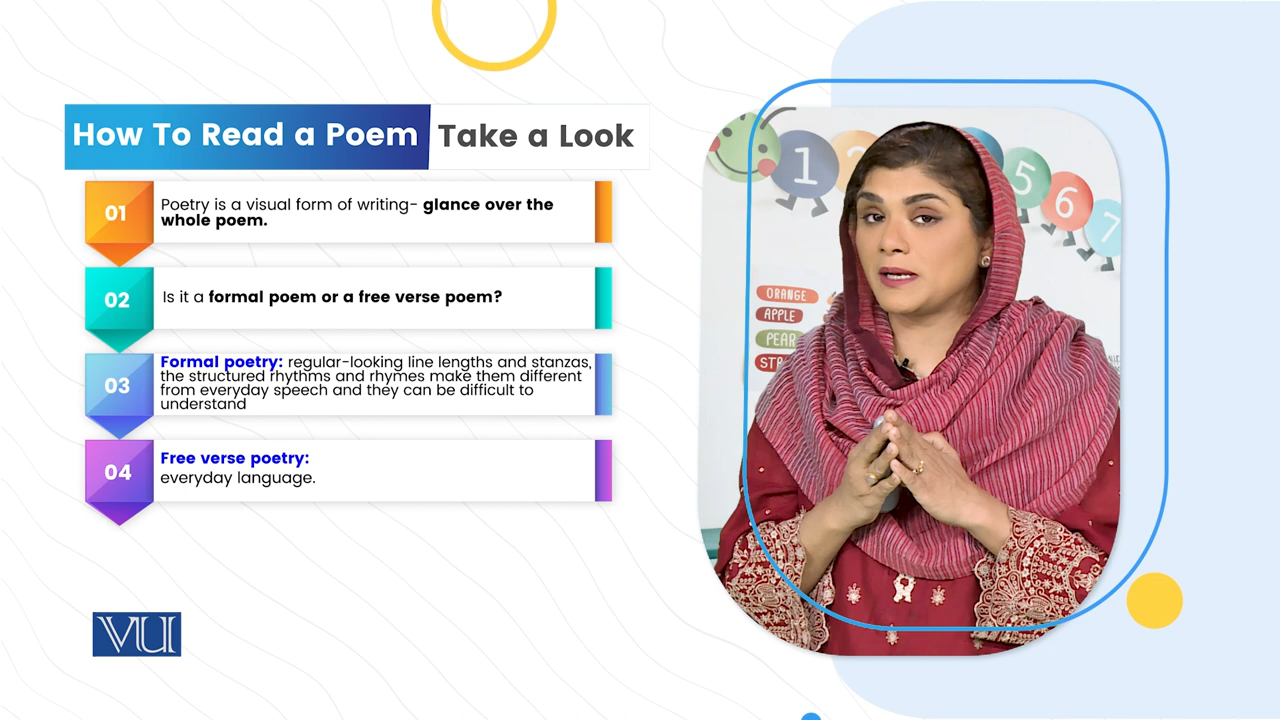 How To Read a Poem Take a Look
01
Poetry is a visual form of writing- glance over the
whole poem.
02
Is it a formal poem or a free verse poem?
03
Formal poetry: regular-looking line lengths and stanzas,
the structured rhythms and rhymes make them different
from everyday speech and they can be difficult to
understand
04
Free verse poetry:
everyday language.
VU
1
2
5
6
7
ORANGE
APPLE
PEAR